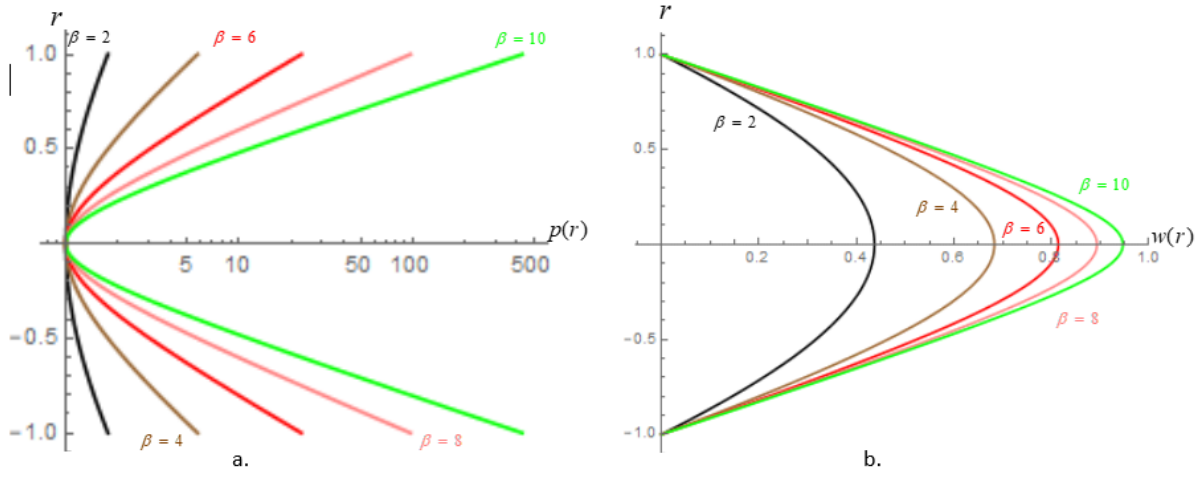 r
β = 2
β = 6
β = 10
1.0
0.5
p(r)
5 10 50 100 500
−0.5
−1.0
β = 4
β = 8
a.
r
1.0
β = 2
0.5
β = 10
β = 4
β = 6
w(r)
0.2 0.4 0.6 0.8 1.0
β = 8
−0.5
−1.0
b.